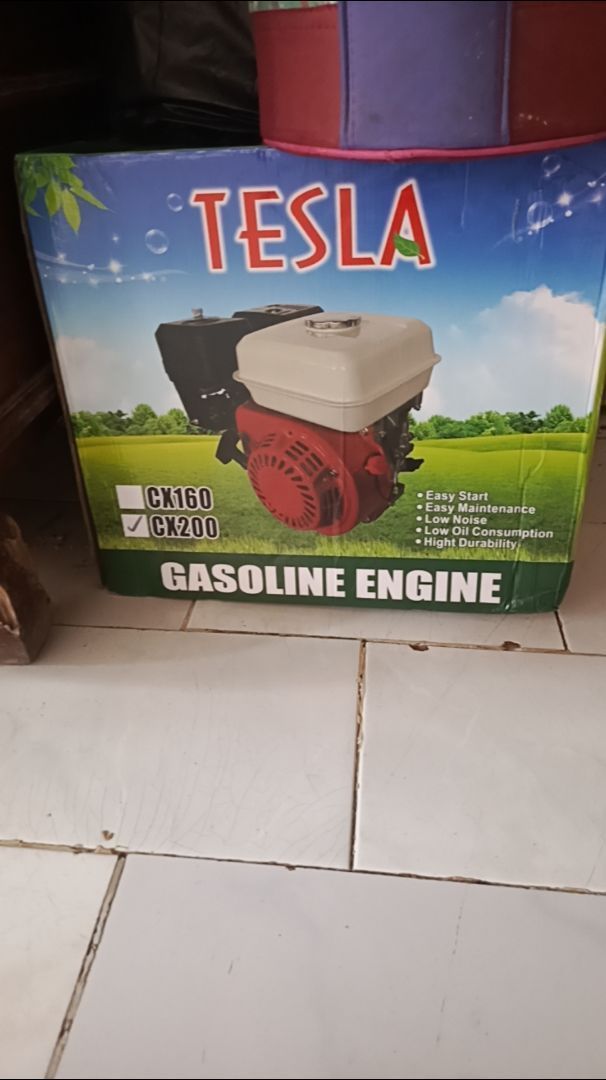 TESLA
CX160
CX200
• Easy Start
• Easy Maintenance
• Low Noise
• Low Oil Consumption
• Hight Durability
GASOLINE ENGINE